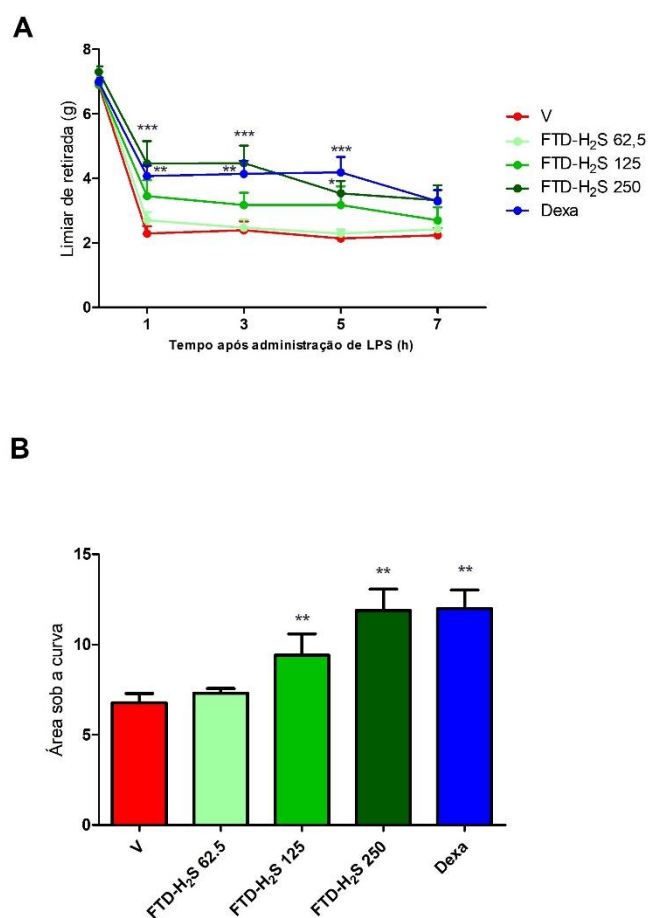 A
Limiar de retirada (g)
8
6
4
2
0
***
***
***
**
**
*
1
3
5
7
Tempo após administração de LPS (h)
V
FTD-H₂S 62,5
FTD-H₂S 125
FTD-H₂S 250
Dexa
B
Área sob a curva
15
10
5
0
**
**
**
V
FTD-H₂S 62.5
FTD-H₂S 125
FTD-H₂S 250
Dexa